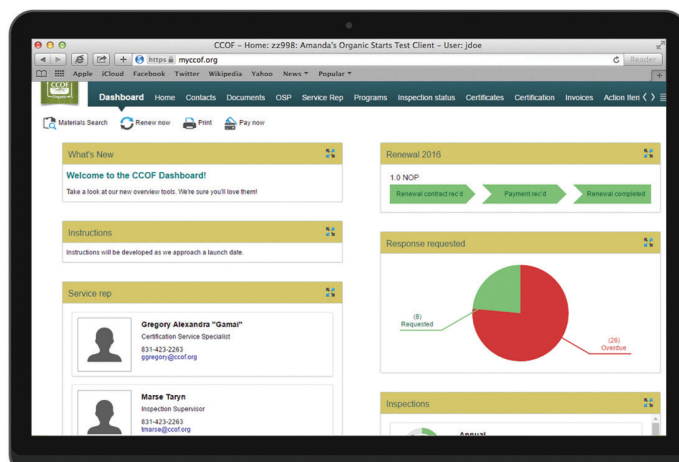 CCOF – Home: zz998: Amanda's Organic Starts Test Client – User: jdoe
https myccof.org
Reader
Apple iCloud Facebook Twitter Wikipedia Yahoo News Popular
CCOF
Dashboard Home Contacts Documents OSP Service Rep Programs Inspection status Certificates Certification Invoices Action Iten
Materials Search Renew now Print Pay now
What's New
Welcome to the CCOF Dashboard!
Take a look at our new overview tools. We're sure you'll love them!
Instructions
Instructions will be developed as we approach a launch date.
Service rep
Gregory Alexandra "Gamai"
Certification Service Specialist
831-423-2263
ggregory@ccof.org
Marse Taryn
Inspection Supervisor
831-423-2263
tmarse@ccof.org
Renewal 2016
1.0 NOP
Renewal contract rec'd Payment rec'd Renewal completed
Response requested
(8)
Requested
(26)
Overdue
Inspections
Annual